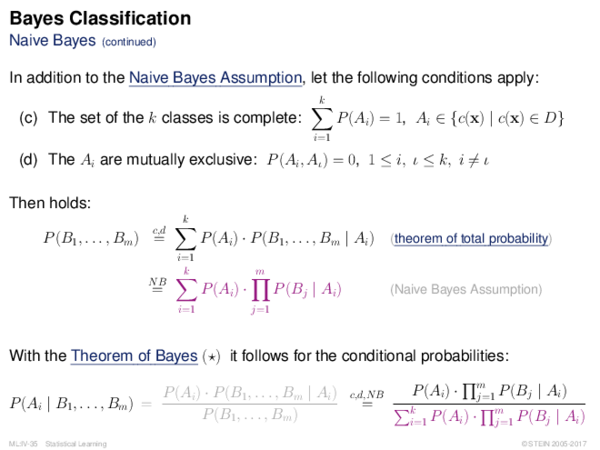 Bayes Classification
Naive Bayes (continued)
In addition to the Naive Bayes Assumption, let the following conditions apply:
(c) The set of the k classes is complete: ∑_{i=1}^{k} P(A_i) = 1, A_i ∈ {c(x) | c(x) ∈ D}
(d) The A_i are mutually exclusive: P(A_i, A_ι) = 0, 1 ≤ i, ι ≤ k, i ≠ ι
Then holds:
P(B_1, . . . , B_m) =^{c,d} ∑_{i=1}^{k} P(A_i) · P(B_1, . . . , B_m | A_i) (theorem of total probability)
=^{NB} ∑_{i=1}^{k} P(A_i) · ∏_{j=1}^{m} P(B_j | A_i) (Naive Bayes Assumption)
With the Theorem of Bayes (⋆) it follows for the conditional probabilities:
P(A_i | B_1, . . . , B_m) = P(A_i) · P(B_1, . . . , B_m | A_i) / P(B_1, . . . , B_m) =^{c,d,NB} P(A_i) · ∏_{j=1}^{m} P(B_j | A_i) / ∑_{i=1}^{k} P(A_i) · ∏_{j=1}^{m} P(B_j | A_i)
ML:IV-35 Statistical Learning ©STEIN 2005-2017